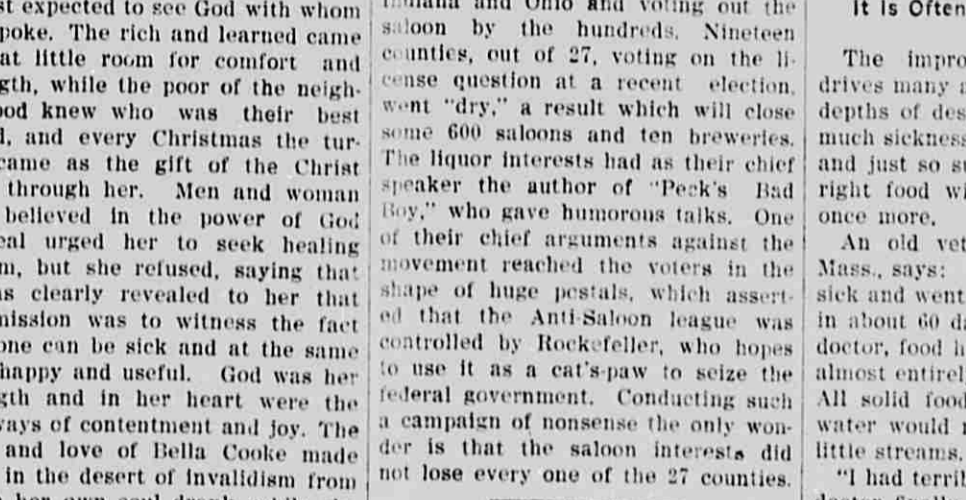 st expected to see God with whom
poke. The rich and learned came
at little room for comfort and
gth, while the poor of the neigh-
ood knew who was their best
d, and every Christmas the tur-
came as the gift of the Christ
through her. Men and woman
believed in the power of God
eal urged her to seek healing
m, but she refused, saying that
as clearly revealed to her that
mission was to witness the fact
one can be sick and at the same
happy and useful. God was her
gth and in her heart were the
ways of contentment and joy. The
and love of Bella Cooke made
in the desert of invalidism from
Indiana and Ohio and voting out the
saloon by the hundreds. Nineteen
counties, out of 27, voting on the li-
cense question at a recent election,
went "dry," a result which will close
some 600 saloons and ten breweries.
The liquor interests had as their chief
speaker the author of "Peck's Bad
Boy," who gave humorous talks. One
of their chief arguments against the
movement reached the voters in the
shape of huge postals, which assert-
ed that the Anti-Saloon league was
controlled by Rockefeller, who hopes
to use it as a cat's-paw to seize the
federal government. Conducting such
a campaign of nonsense the only won-
der is that the saloon interests did
not lose every one of the 27 counties.
It is Often
The impro
drives many a
depths of des
much sickness
and just so su
right food wi
once more.
An old vet
Mass., says:
sick and went
in about 60 da
doctor, food h
almost entirel
All solid food
water would r
little streams.
"I had terril